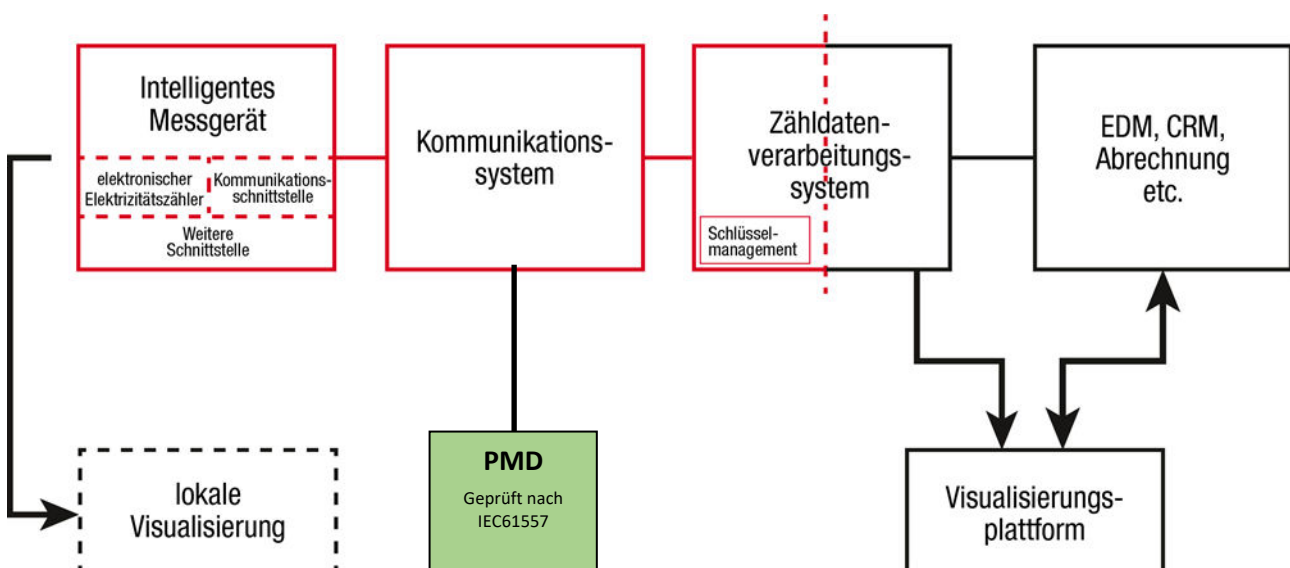 Intelligentes
Messgerät
elektronischer
Elektrizitätszähler
Kommunikations-
schnittstelle
Weitere
Schnittstelle
Kommunikations-
system
Zähldaten-
verarbeitungs-
system
Schlüssel-
management
EDM, CRM,
Abrechnung
etc.
lokale
Visualisierung
PMD
Geprüft nach
IEC61557
Visualisierungs-
plattform